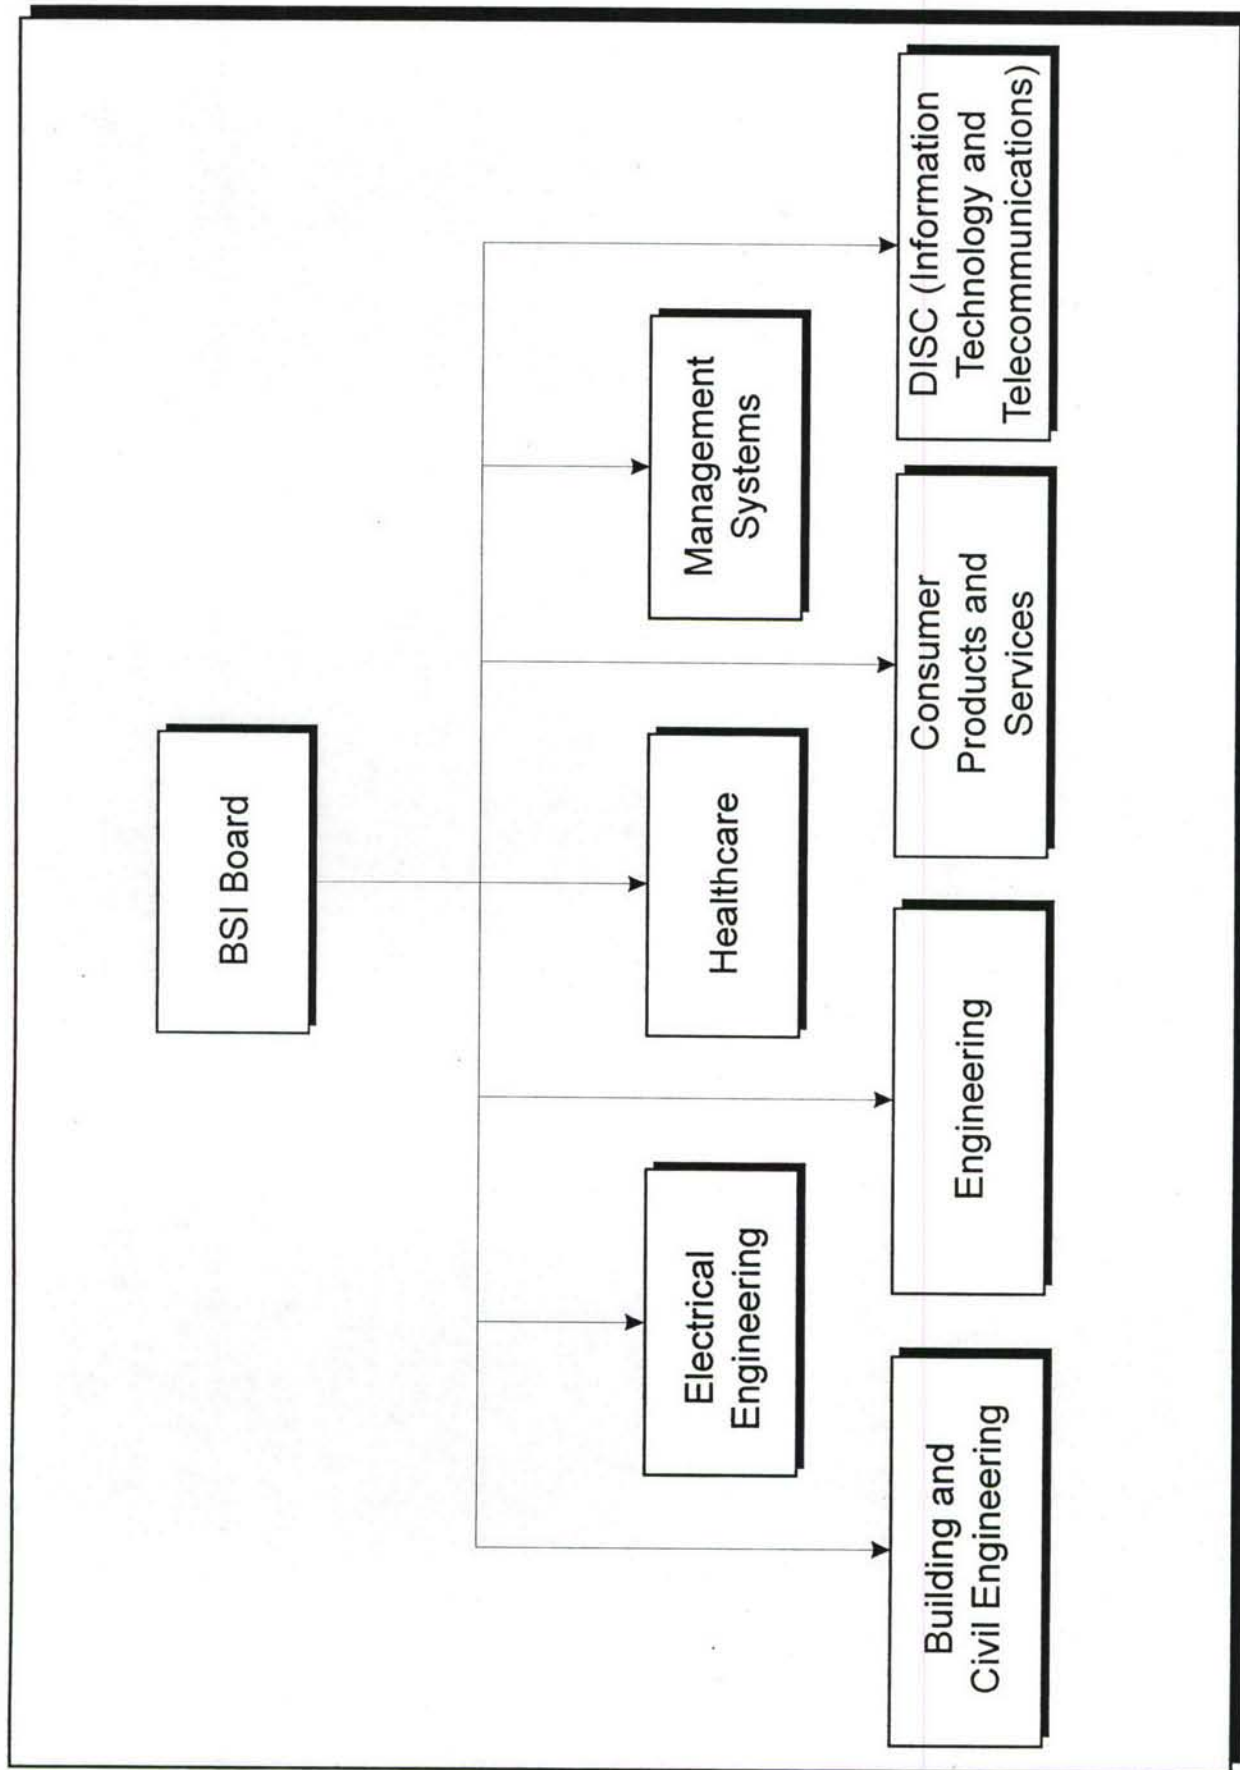 BSI Board
Electrical
Engineering
Healthcare
Management
Systems
Building and
Civil Engineering
Engineering
Consumer
Products and
Services
DISC (Information
Technology and
Telecommunications)